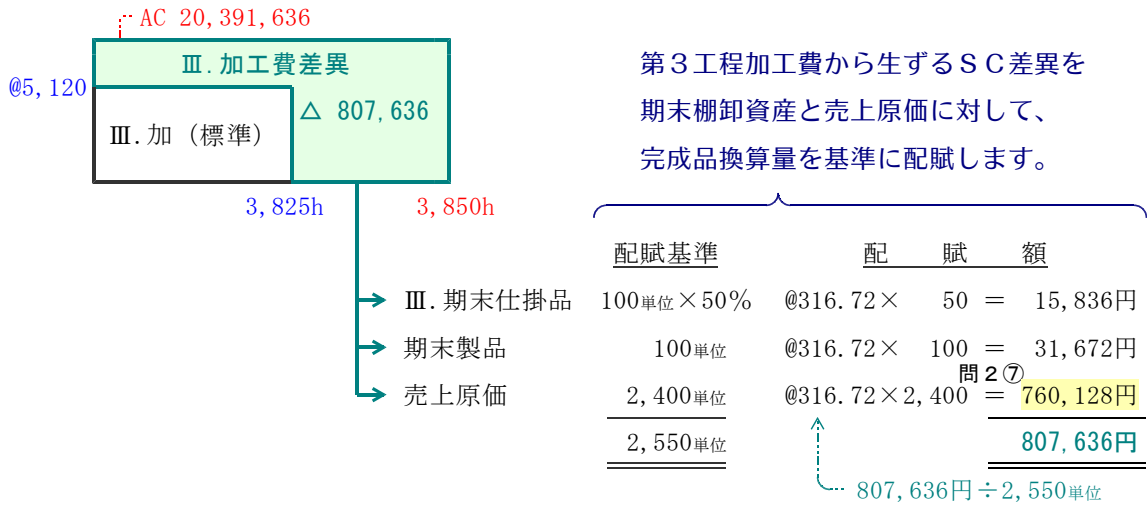 AC 20,391,636
Ⅲ.加工費差異
@5,120
△ 807,636
Ⅲ.加(標準)
3,825h
3,850h
第3工程加工費から生ずるSC差異を
期末棚卸資産と売上原価に対して、
完成品換算量を基準に配賦します。
配賦基準 配 賦 額
Ⅲ.期末仕掛品 100単位×50% @316.72× 50 = 15,836円
期末製品 100単位 @316.72× 100 = 31,672円
問2⑦
売上原価 2,400単位 @316.72×2,400 = 760,128円
2,550単位 807,636円
807,636円÷2,550単位